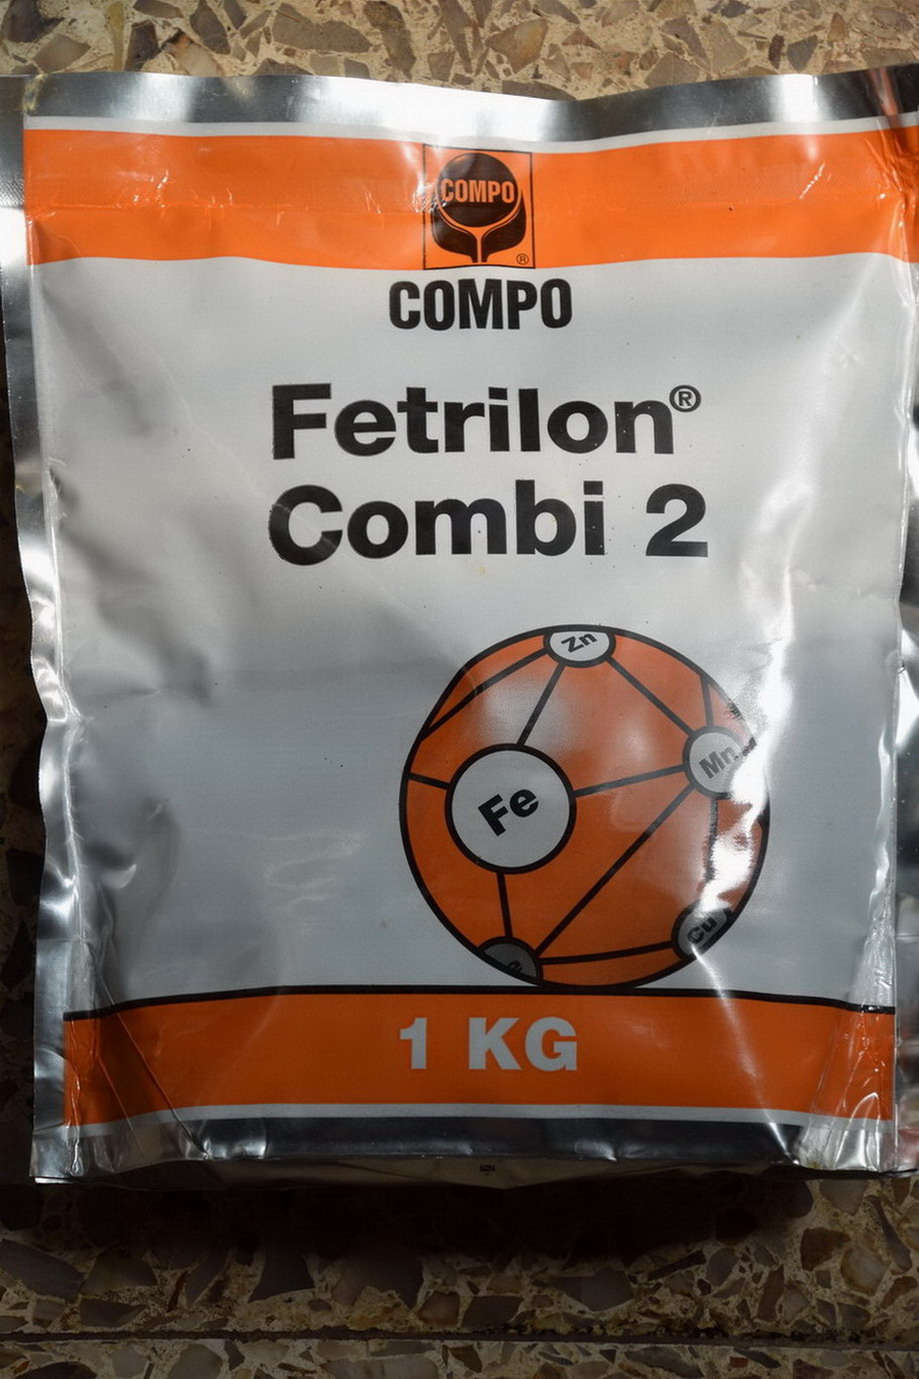 COMPO
®
COMPO
Fetrilon®
Combi 2
Zn
Mn
Fe
Cu
1 KG